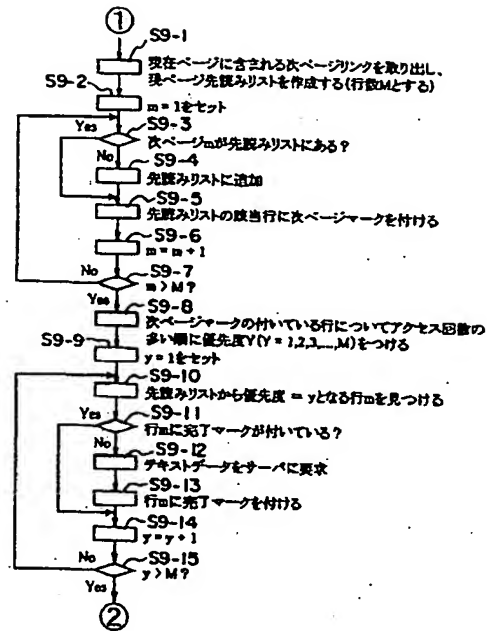 ①
S9-1
現在ページに含まれる次ページリンクを取り出し、
現ページ先読みリストを作成する(行数Mとする)
S9-2
m = 1をセット
Yes
S9-3
次ページmが先読みリストにある?
No
S9-4
先読みリストに追加
S9-5
先読みリストの該当行に次ページマークを付ける
S9-6
m = m + 1
No
S9-7
m > M ?
Yes
S9-8
次ページマークの付いている行についてアクセス回数の
多い順に優先度Y(Y = 1,2,3,...,M)をつける
S9-9
y = 1をセット
S9-10
先読みリストから優先度 = yとなる行mを見つける
Yes
S9-11
行mに完了マークが付いている?
No
S9-12
テキストデータをサーバに要求
S9-13
行mに完了マークを付ける
S9-14
y = y + 1
No
S9-15
y > M ?
Yes
②